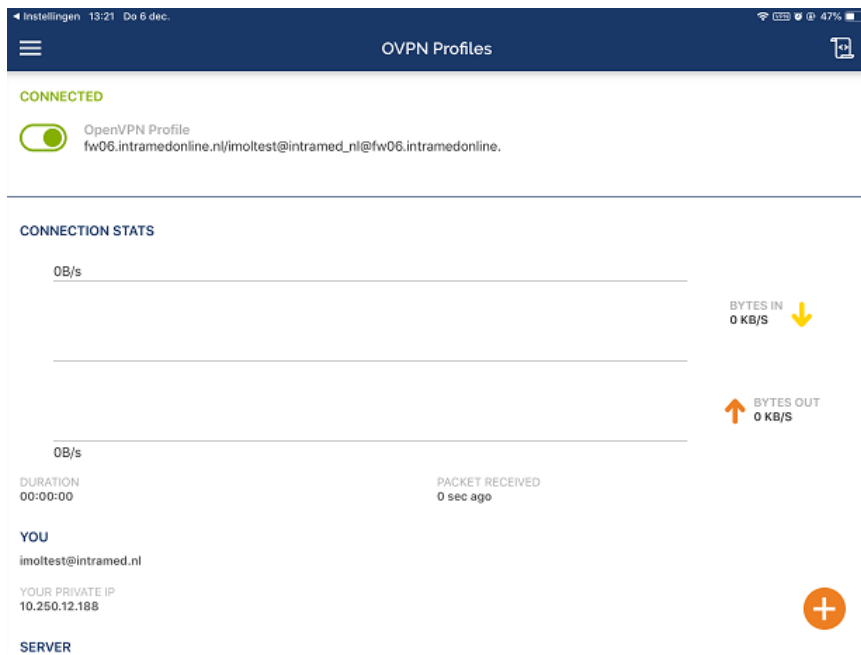 Instellingen 13:21 Do 6 dec. VPN 47%
OVPN Profiles
CONNECTED
OpenVPN Profile
fw06.intramedonline.nl/imoltest@intramed_nl@fw06.intramedonline.
CONNECTION STATS
0B/s
BYTES IN
0 KB/S
BYTES OUT
0 KB/S
0B/s
DURATION PACKET RECEIVED
00:00:00 0 sec ago
YOU
imoltest@intramed.nl
YOUR PRIVATE IP
10.250.12.188
SERVER